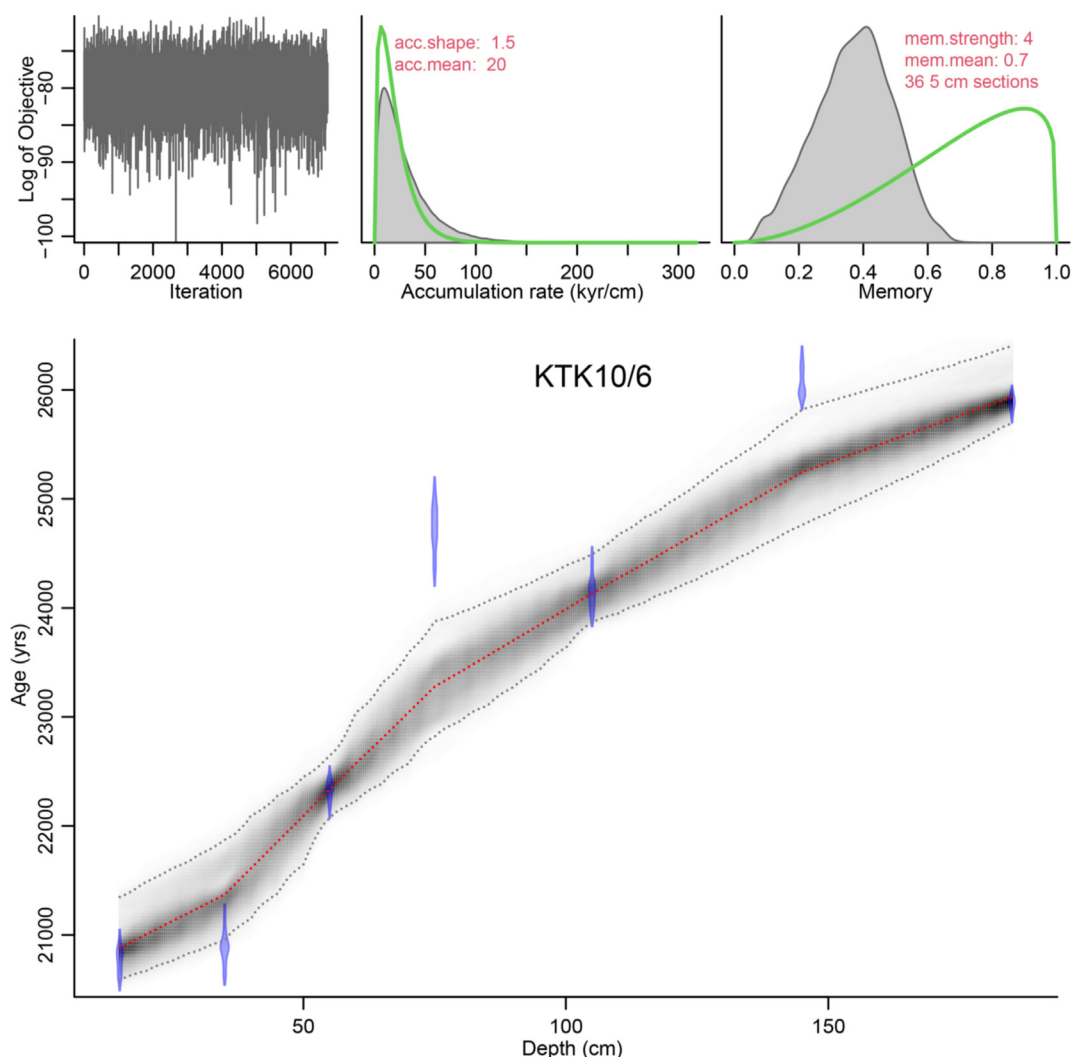 Log of Objective
-100
-90
-80
0
2000
4000
6000
Iteration
acc.shape: 1.5
acc.mean: 20
0
50
100
150
200
250
300
Accumulation rate (kyr/cm)
mem.strength: 4
mem.mean: 0.7
36 5 cm sections
0.0
0.2
0.4
0.6
0.8
1.0
Memory
KTK10/6
Age (yrs)
26000
25000
24000
23000
22000
21000
50
100
150
Depth (cm)